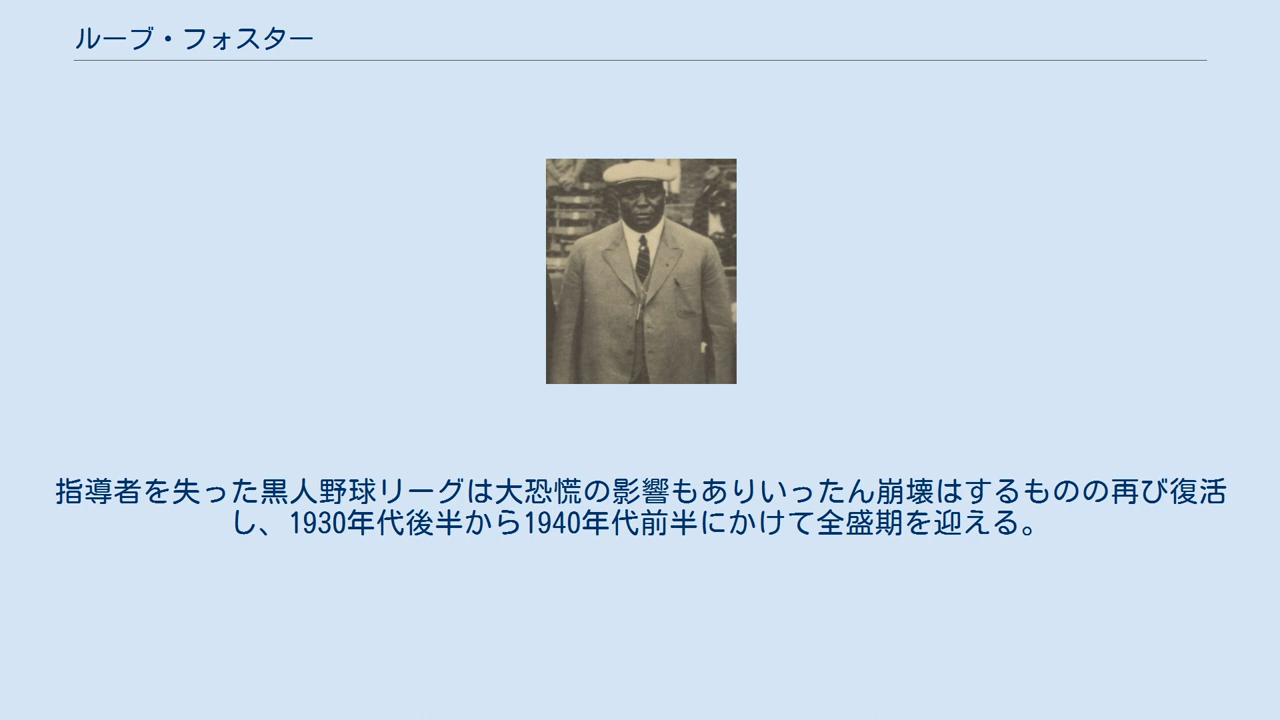 ルーブ・フォスター
指導者を失った黒人野球リーグは大恐慌の影響もありいったん崩壊はするものの再び復活
し、1930年代後半から1940年代前半にかけて全盛期を迎える。